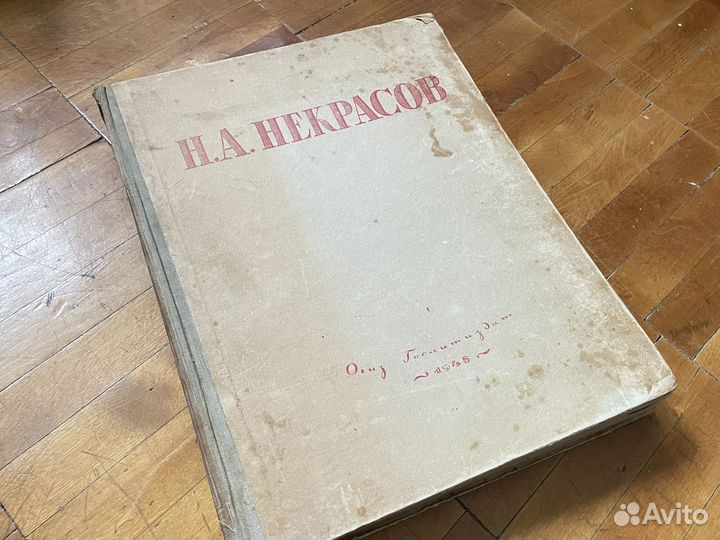 Н.А. НЕКРАСОВ
Огиз Гослитиздат
~ 1946 ~
Avito